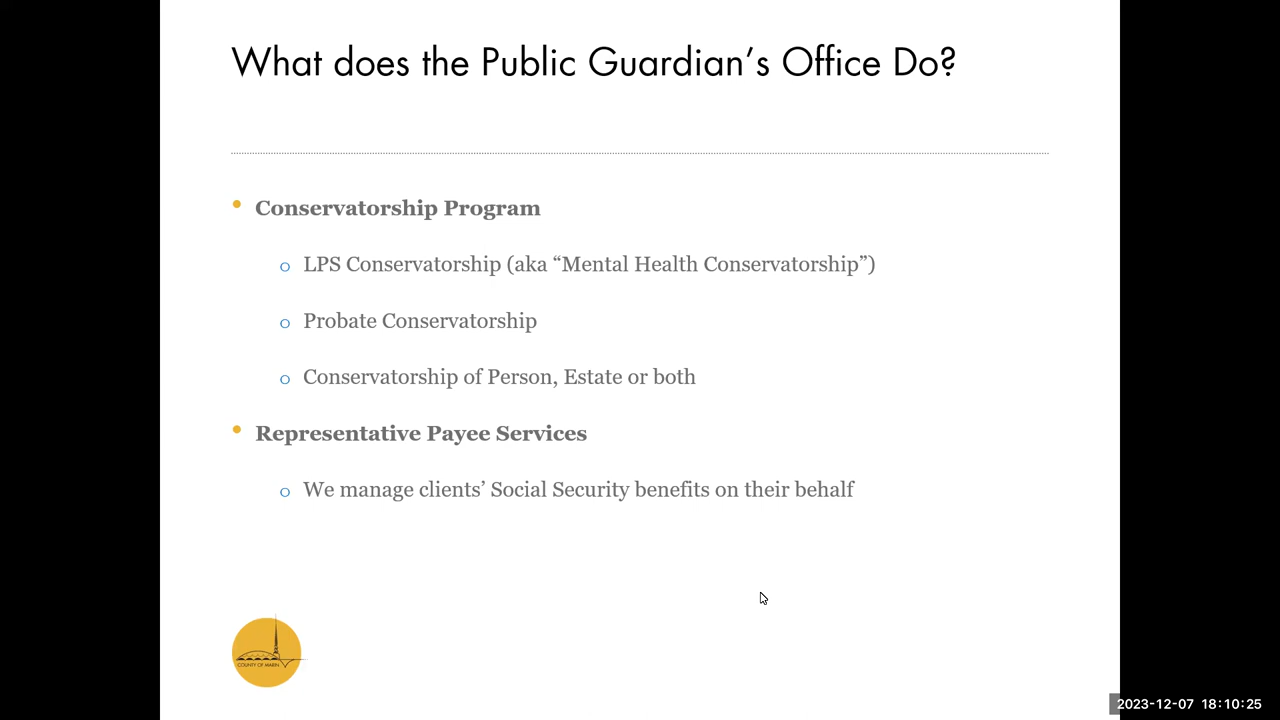 What does the Public Guardian’s Office Do?
• Conservatorship Program
o LPS Conservatorship (aka “Mental Health Conservatorship”)
o Probate Conservatorship
o Conservatorship of Person, Estate or both
• Representative Payee Services
o We manage clients’ Social Security benefits on their behalf
COUNTY OF MARIN
2023-12-07 18:10:25